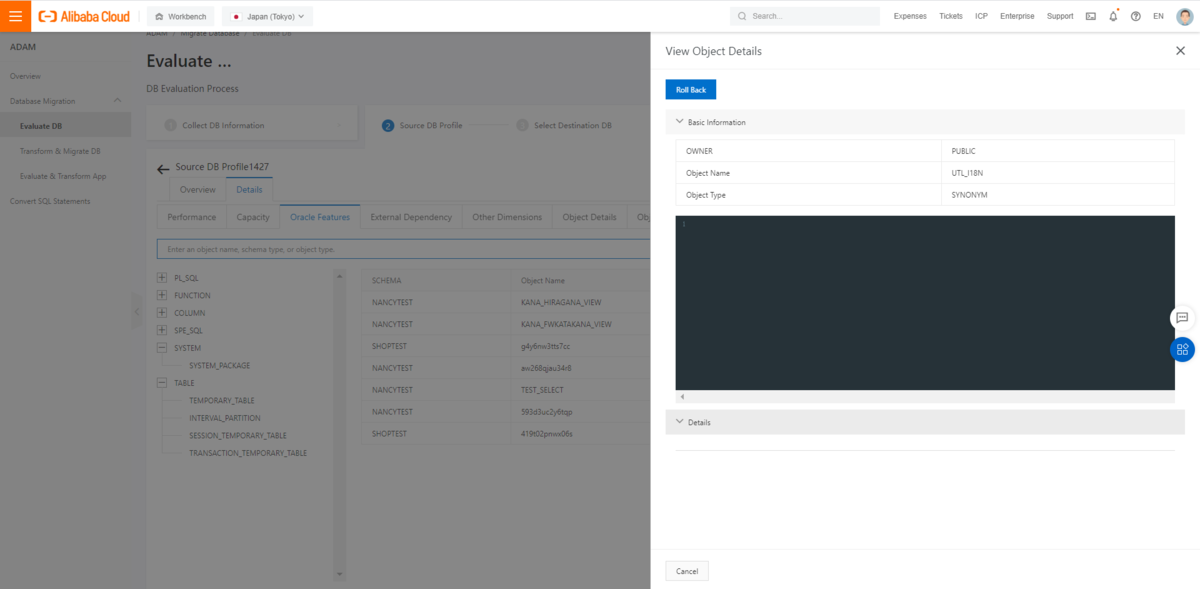 Alibaba Cloud
Workbench
Japan (Tokyo)
Search...
Expenses Tickets ICP Enterprise Support EN
ADAM
Overview
Database Migration
Evaluate DB
Transform & Migrate DB
Evaluate & Transform App
Convert SQL Statements
ADAM / Migrate Database / Evaluate DB
Evaluate ...
DB Evaluation Process
1 Collect DB Information
2 Source DB Profile
3 Select Destination DB
Source DB Profile1427
Overview Details
Performance Capacity Oracle Features External Dependency Other Dimensions Object Details
Enter an object name, schema type, or object type.
PL_SQL
FUNCTION
COLUMN
SPE_SQL
SYSTEM
SYSTEM_PACKAGE
TABLE
TEMPORARY_TABLE
INTERVAL_PARTITION
SESSION_TEMPORARY_TABLE
TRANSACTION_TEMPORARY_TABLE
SCHEMA Object Name
NANCYTEST KANA_HIRAGANA_VIEW
NANCYTEST KANA_FWKATAKANA_VIEW
SHOPTEST g4y6nw3tts7cc
NANCYTEST aw268qjau34r8
NANCYTEST TEST_SELECT
NANCYTEST 593d3uc2y6tqp
SHOPTEST 419t02pnwx06s
View Object Details
Roll Back
Basic Information
OWNER PUBLIC
Object Name UTL_I18N
Object Type SYNONYM
Details
Cancel